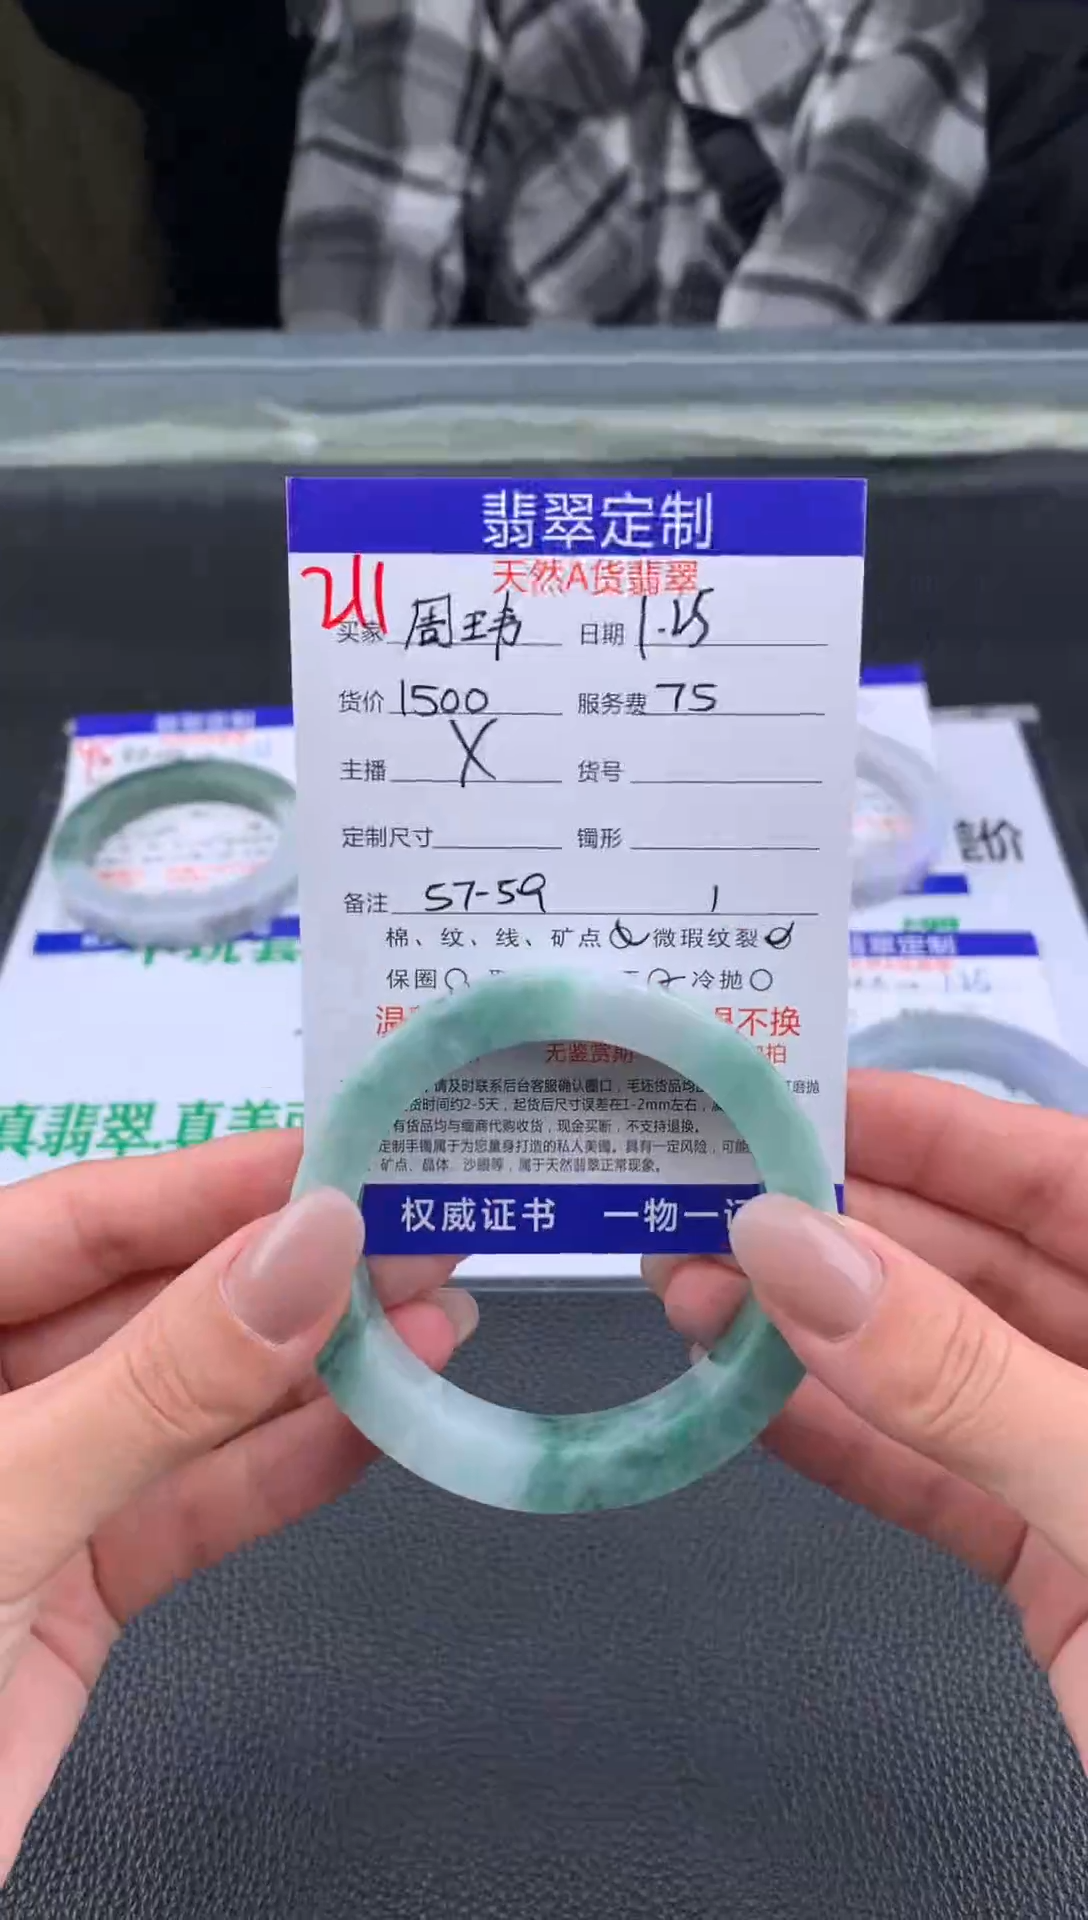 翡翠定制
天然A货翡翠
买家 周玮 日期 1.15
货价 1500 服务费 75
主播 X 货号
定制尺寸 镯形
备注 57-59 1
棉、纹、线、矿点 微瑕纹裂
保圈 冷抛
温 不换
无鉴赏期 拍
请及时联系后台客服确认圈口，毛坯货品均 打磨抛
货时间约2-5天，起货后尺寸误差在1-2mm左右，
有货品均与缅商代购收货，现金买断，不支持退换。
定制手镯属于为您量身打造的私人美镯。具有一定风险，可能
矿点、晶体、沙眼等，属于天然翡翠正常现象。
权威证书 一物一证
真翡翠.真美